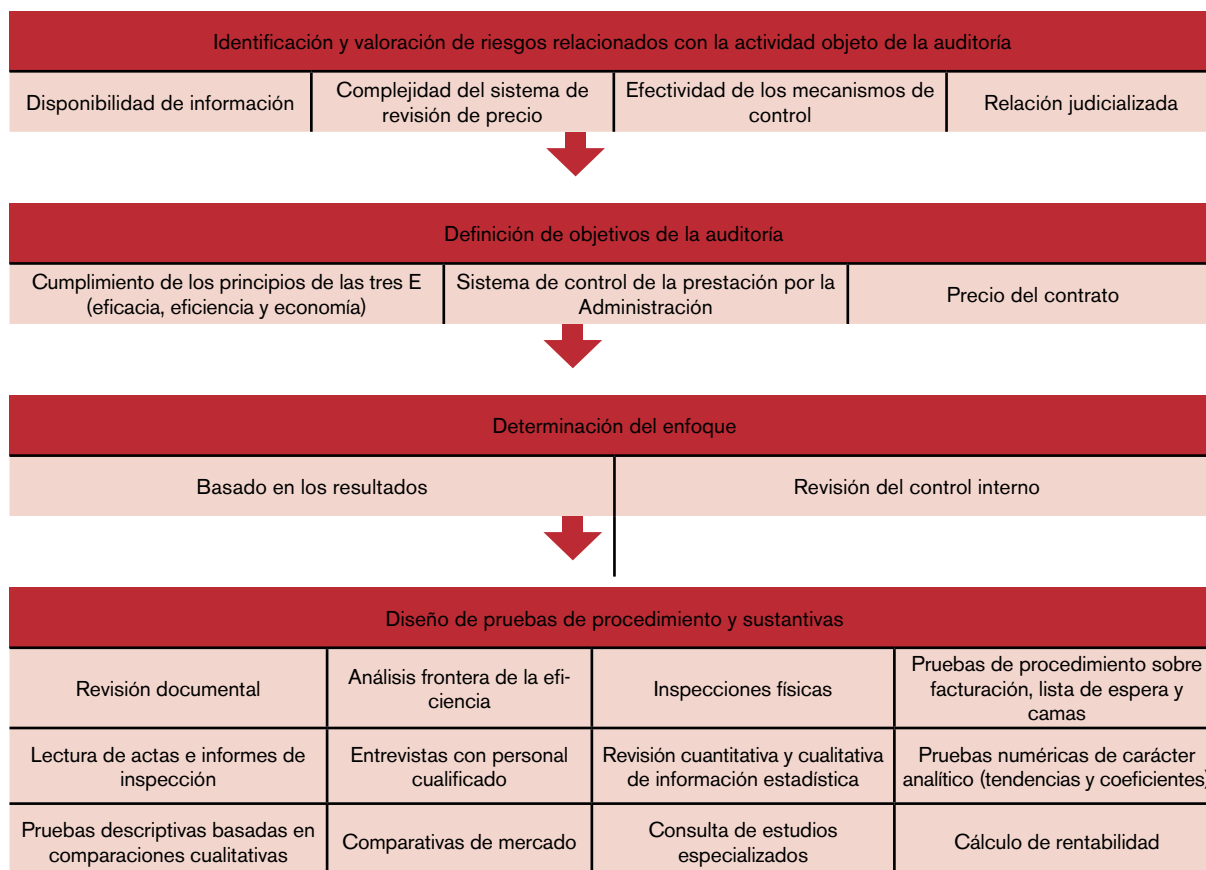 Identificación y valoración de riesgos relacionados con la actividad objeto de la auditoría
Disponibilidad de información
Complejidad del sistema de
revisión de precio
Efectividad de los mecanismos de
control
Relación judicializada
Definición de objetivos de la auditoría
Cumplimiento de los principios de las tres E
(eficacia, eficiencia y economía)
Sistema de control de la prestación por la
Administración
Precio del contrato
Determinación del enfoque
Basado en los resultados
Revisión del control interno
Diseño de pruebas de procedimiento y sustantivas
Revisión documental
Análisis frontera de la efi-
ciencia
Inspecciones físicas
Pruebas de procedimiento sobre
facturación, lista de espera y
camas
Lectura de actas e informes de
inspección
Entrevistas con personal
cualificado
Revisión cuantitativa y cualitativa
de información estadística
Pruebas numéricas de carácter
analítico (tendencias y coeficientes)
Pruebas descriptivas basadas en
comparaciones cualitativas
Comparativas de mercado
Consulta de estudios
especializados
Cálculo de rentabilidad